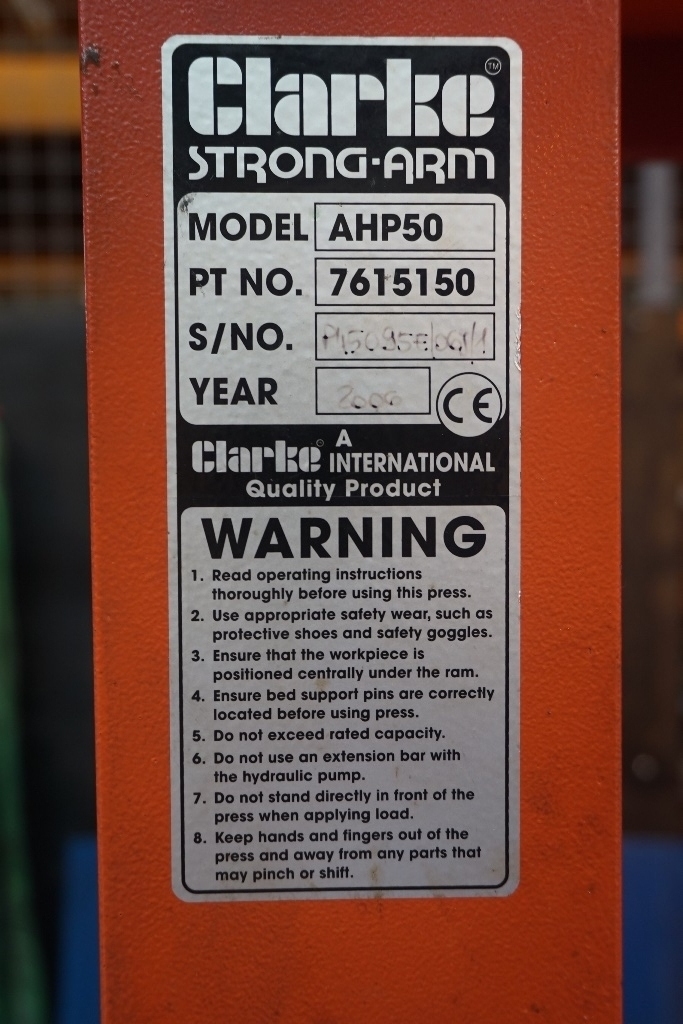 Clarke TM
STRONG-ARM
MODEL AHP50
PT NO. 7615150
S/NO.
YEAR 2006
CE
Clarke A INTERNATIONAL
Quality Product
WARNING
1. Read operating instructions
thoroughly before using this press.
2. Use appropriate safety wear, such as
protective shoes and safety goggles.
3. Ensure that the workpiece is
positioned centrally under the ram.
4. Ensure bed support pins are correctly
located before using press.
5. Do not exceed rated capacity.
6. Do not use an extension bar with
the hydraulic pump.
7. Do not stand directly in front of the
press when applying load.
8. Keep hands and fingers out of the
press and away from any parts that
may pinch or shift.